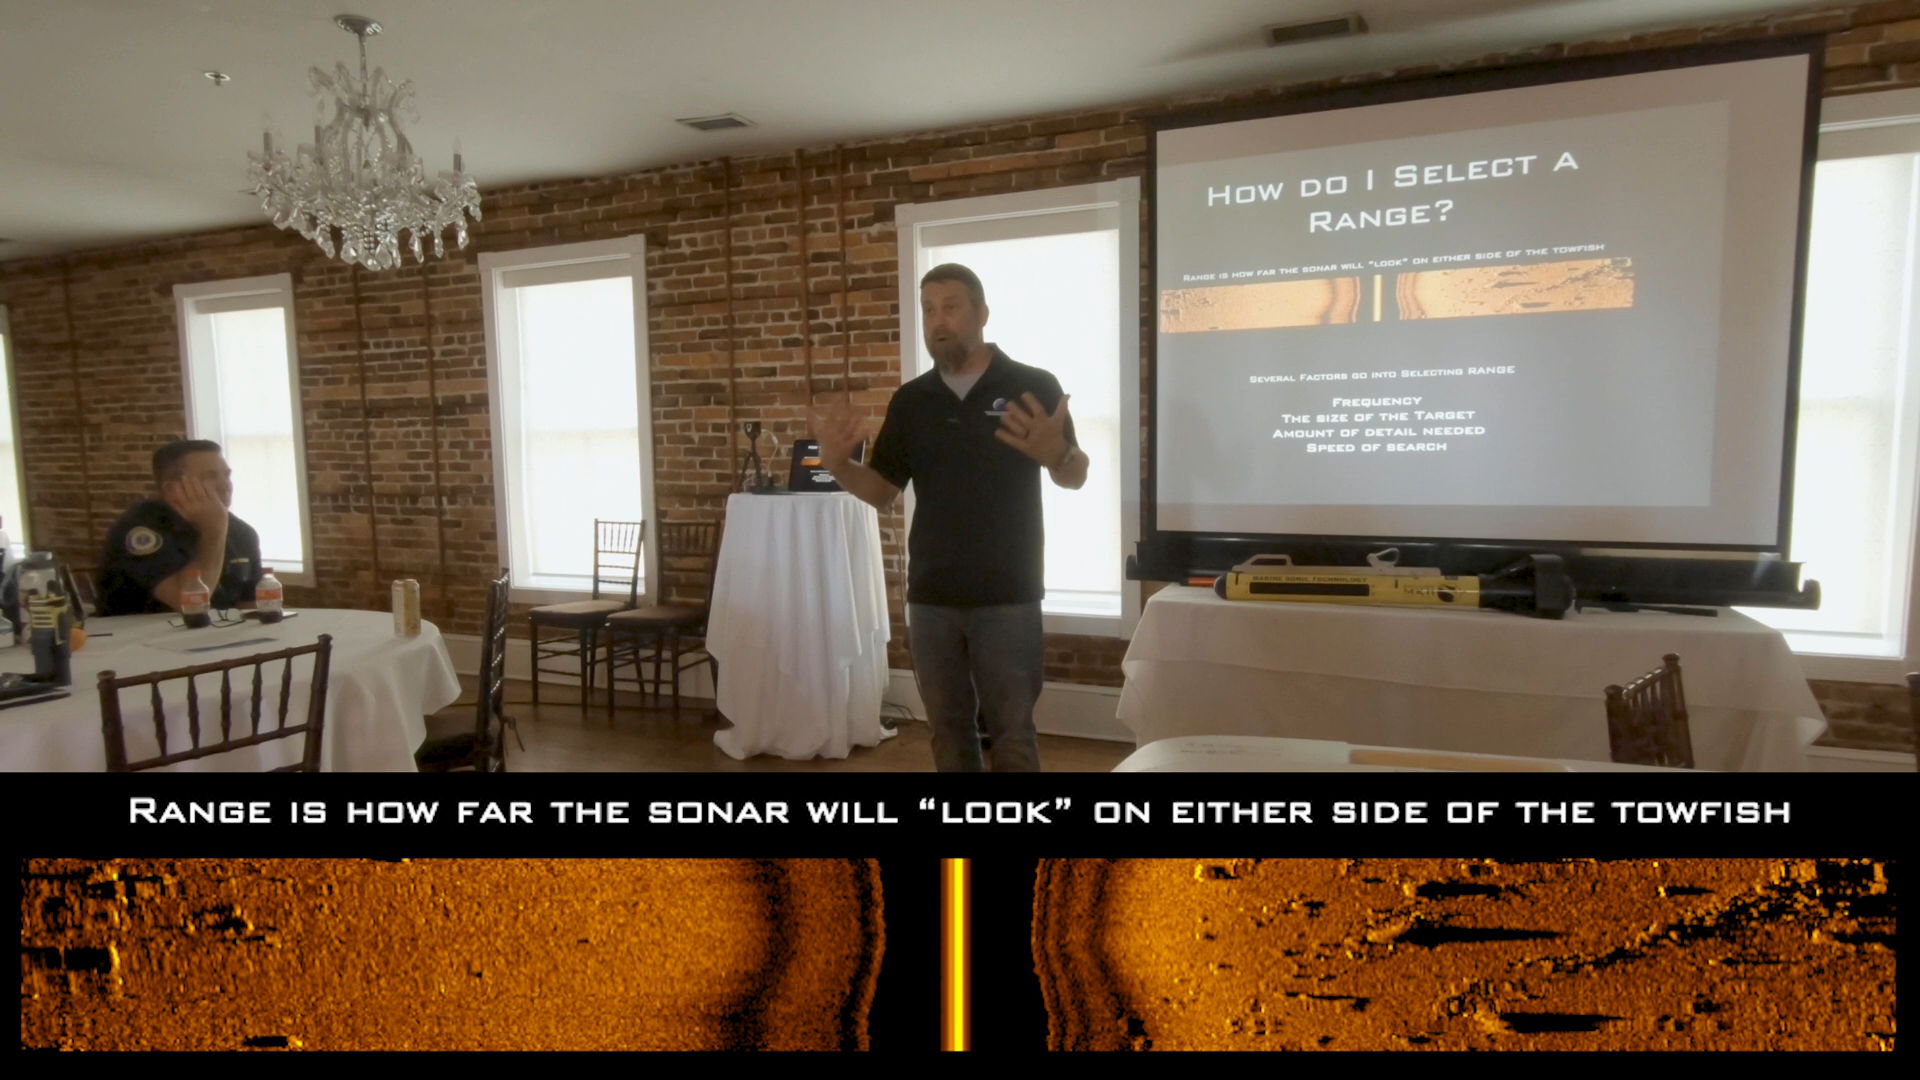 How do I Select a
Range?
Range is how far the sonar will “look” on either side of the towfish
Several Factors go into Selecting RANGE
Frequency
The size of the Target
Amount of detail needed
Speed of search
MARINE SONIC TECHNOLOGY
Range is how far the sonar will “look” on either side of the towfish